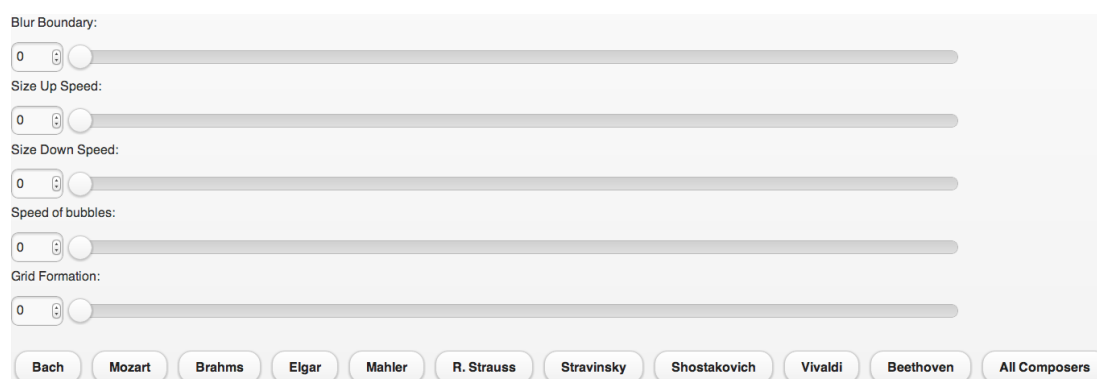 Blur Boundary:
0
Size Up Speed:
0
Size Down Speed:
0
Speed of bubbles:
0
Grid Formation:
0
Bach Mozart Brahms Elgar Mahler R. Strauss Stravinsky Shostakovich Vivaldi Beethoven All Composers